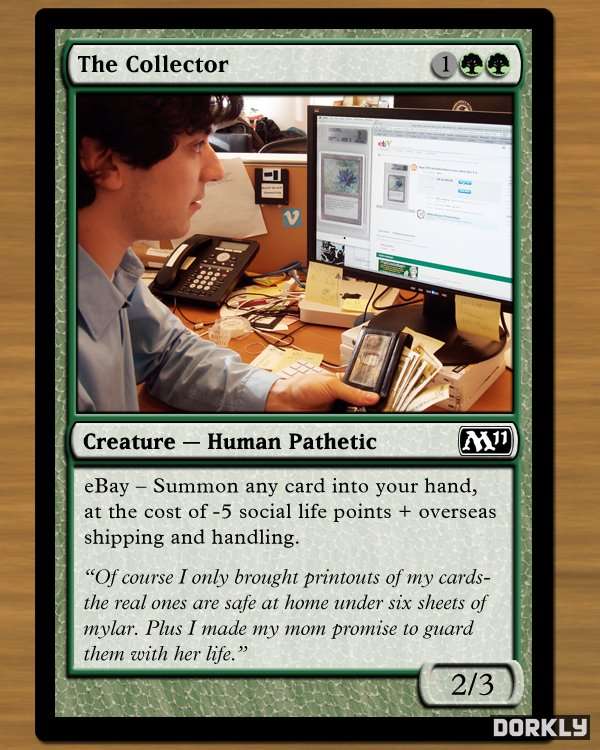 The Collector
1
ebY
Creature — Human Pathetic
M11
eBay – Summon any card into your hand,
at the cost of -5 social life points + overseas
shipping and handling.
“Of course I only brought printouts of my cards-
the real ones are safe at home under six sheets of
mylar. Plus I made my mom promise to guard
them with her life.”
2/3
DORKLY